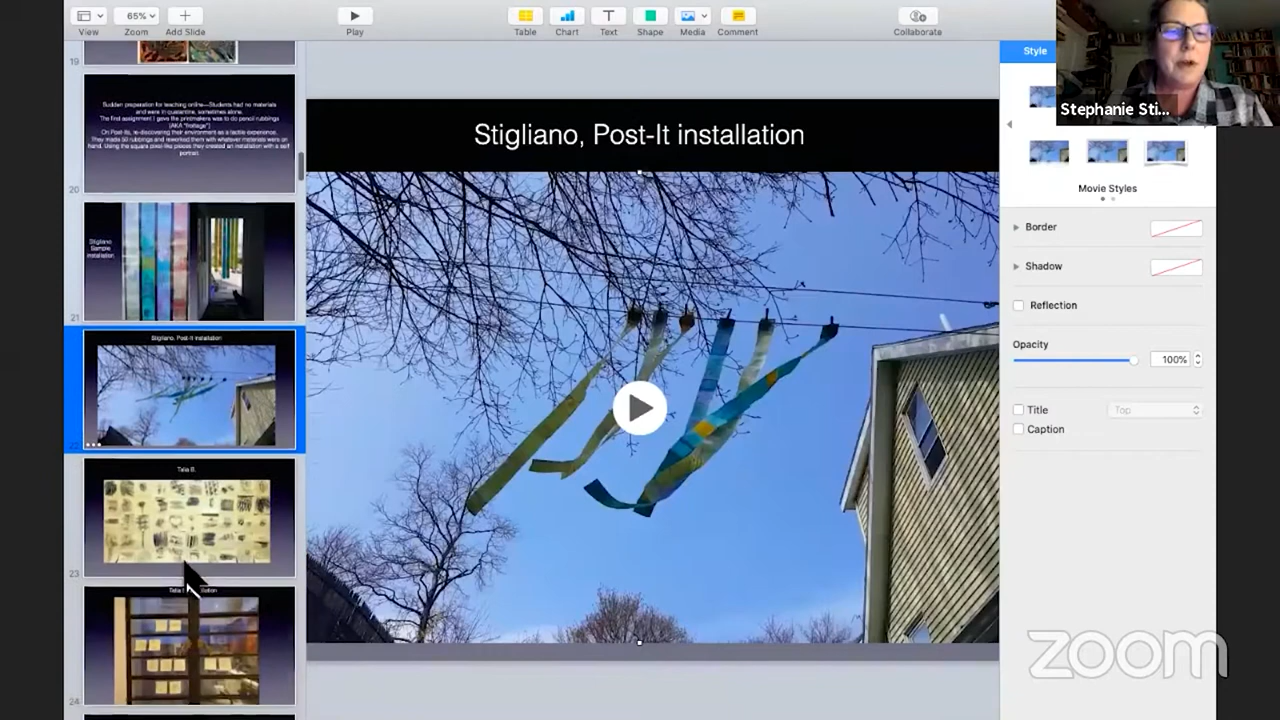 View
65%
Zoom
Add Slide
Play
Table
Chart
Text
Shape
Media
Comment
Collaborate
Style
Stephanie Sti...
19
Sudden preparation for teaching online—Students had no materials
and were in quarantine, sometimes alone.
The first assignment I gave the printmakers was to do pencil rubbings
(AKA "frottage")
On Post-its, re-discovering their environment as a tactile experience.
They made 50 rubbings and reworked them with whatever materials were on
hand. Using the square pixel-like pieces they created an installation with a self
portrait.
20
Stigliano
Sample
installation
21
Stigliano, Post-It installation
Stigliano, Post-It installation
Movie Styles
Border
Shadow
Reflection
Opacity
100%
Title
Top
Caption
23
24
zoom